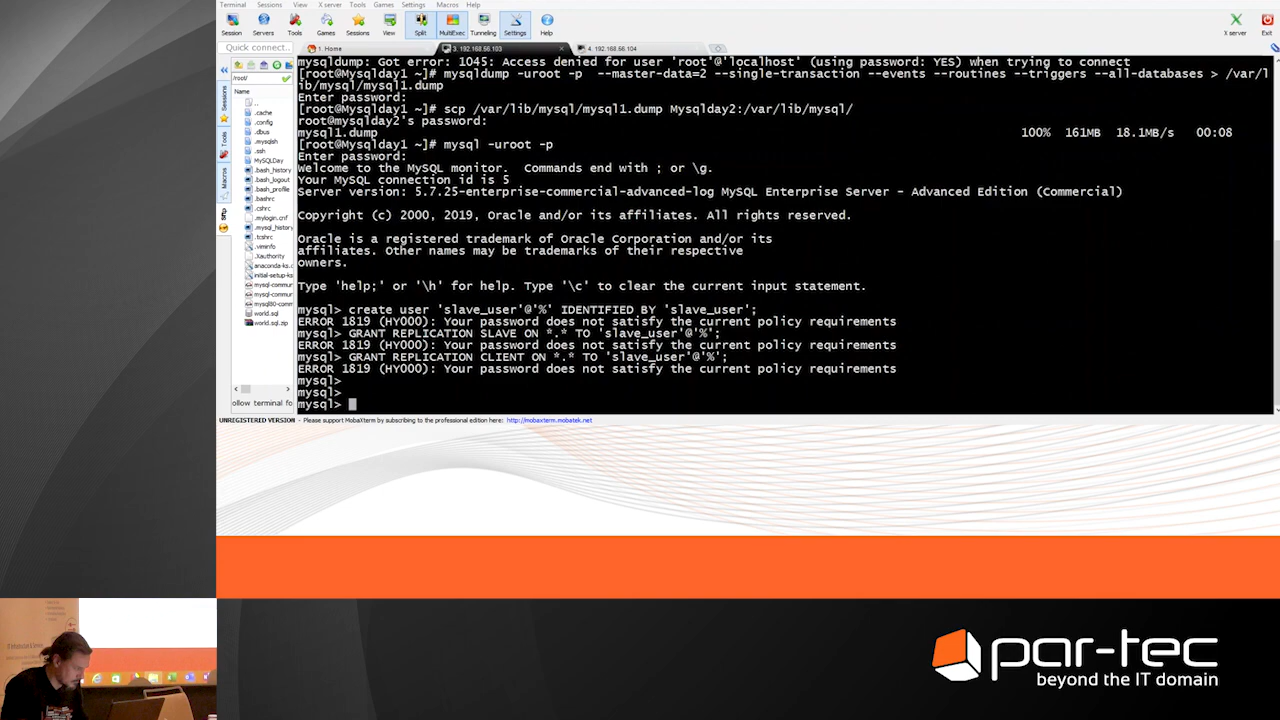 Terminal Sessions View X server Tools Games Settings Macros Help
Session Servers Tools Games Sessions View Split MultiExec Tunneling Settings Help X server Exit
Quick connect... 1. Home 3. 192.168.56.103 4. 192.168.56.104
/root/
Name
..
.cache
.config
.dbus
.mysqlsh
.ssh
MySQLDay
.bash_history
.bash_logout
.bash_profile
.bashrc
.cshrc
.mylogin.cnf
.mysql_history
.tcshrc
.viminfo
.Xauthority
anaconda-ks.c
initial-setup-ks
mysql-commun
mysql-commun
mysql80-comm
world.sql
world.sql.zip
Sessions
Tools
Macros
Sftp
ollow terminal fo
mysqldump: Got error: 1045: Access denied for user 'root'@'localhost' (using password: YES) when trying to connect
[root@Mysqlday1 ~]# mysqldump -uroot -p --master-data=2 --single-transaction --events --routines --triggers --all-databases > /var/l
ib/mysql/mysql1.dump
Enter password:
[root@Mysqlday1 ~]# scp /var/lib/mysql/mysql1.dump Mysqlday2:/var/lib/mysql/
root@mysqlday2's password:
mysql1.dump 100% 161MB 18.1MB/s 00:08
[root@Mysqlday1 ~]# mysql -uroot -p
Enter password:
Welcome to the MySQL monitor. Commands end with ; or \g.
Your MySQL connection id is 5
Server version: 5.7.25-enterprise-commercial-advanced-log MySQL Enterprise Server - Advanced Edition (Commercial)
Copyright (c) 2000, 2019, Oracle and/or its affiliates. All rights reserved.
Oracle is a registered trademark of Oracle Corporation and/or its
affiliates. Other names may be trademarks of their respective
owners.
Type 'help;' or '\h' for help. Type '\c' to clear the current input statement.
mysql> create user 'slave_user'@'%' IDENTIFIED BY 'slave_user';
ERROR 1819 (HY000): Your password does not satisfy the current policy requirements
mysql> GRANT REPLICATION SLAVE ON *.* TO 'slave_user'@'%';
ERROR 1819 (HY000): Your password does not satisfy the current policy requirements
mysql> GRANT REPLICATION CLIENT ON *.* TO 'slave_user'@'%';
ERROR 1819 (HY000): Your password does not satisfy the current policy requirements
mysql>
mysql>
mysql>
UNREGISTERED VERSION - Please support MobaXterm by subscribing to the professional edition here: http://mobaxterm.mobatek.net
par-tec
beyond the IT domain